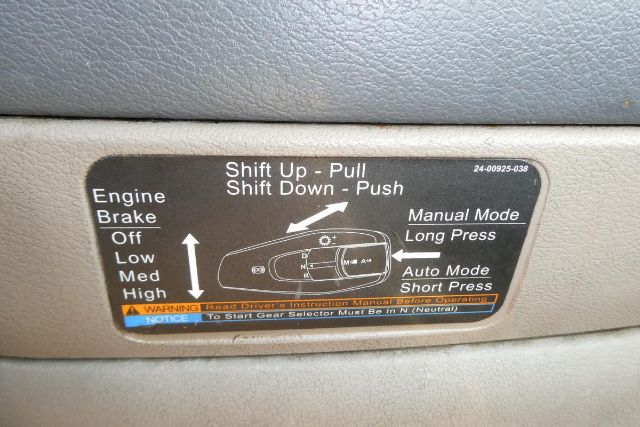 Shift Up - Pull
Shift Down - Push
24-00925-038
Engine
Brake
Off
Low
Med
High
D
N
R
M
A
Manual Mode
Long Press
Auto Mode
Short Press
WARNING Read Driver's Instruction Manual Before Operating
NOTICE To Start Gear Selector Must Be In N (Neutral)